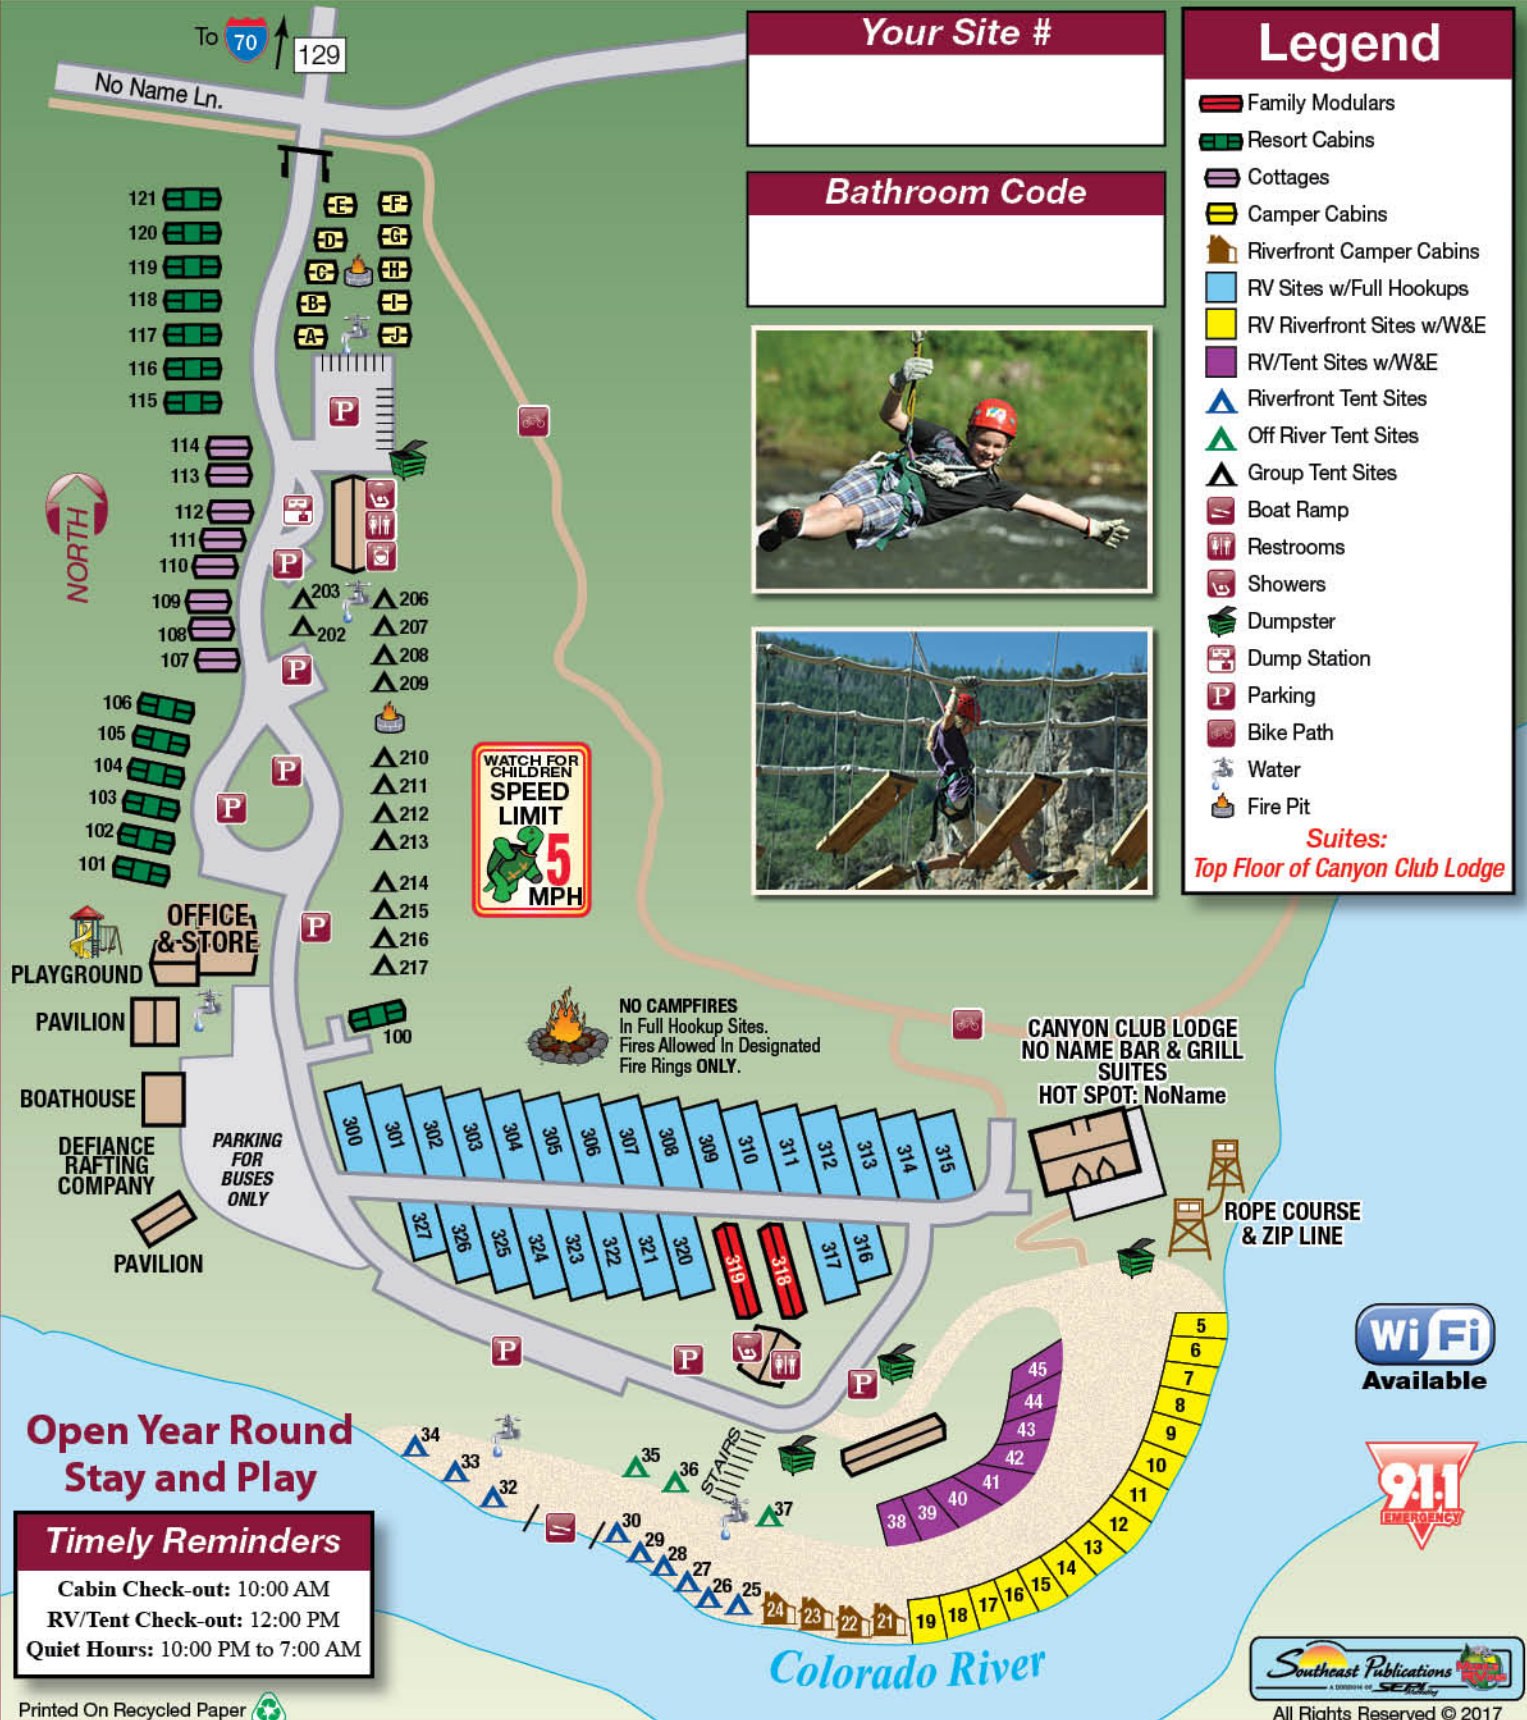 To
70
129
No Name Ln.
Your Site #
Bathroom Code
Legend
Family Modulars
Resort Cabins
Cottages
Camper Cabins
Riverfront Camper Cabins
RV Sites w/Full Hookups
RV Riverfront Sites w/W&E
RV/Tent Sites w/W&E
Riverfront Tent Sites
Off River Tent Sites
Group Tent Sites
Boat Ramp
Restrooms
Showers
Dumpster
Dump Station
P Parking
Bike Path
Water
Fire Pit
Suites:
Top Floor of Canyon Club Lodge
121
120
119
118
117
116
115
E
F
D
G
C
H
B
I
A
J
P
114
113
112
111
110
109
108
107
NORTH
P
203
202
206
207
208
209
P
106
105
104
103
102
101
P
P
210
211
212
213
214
215
216
217
WATCH FOR
CHILDREN
SPEED
LIMIT
5
MPH
OFFICE
& STORE
P
PLAYGROUND
PAVILION
100
BOATHOUSE
DEFIANCE
RAFTING
COMPANY
PAVILION
PARKING
FOR
BUSES
ONLY
NO CAMPFIRES
In Full Hookup Sites.
Fires Allowed In Designated
Fire Rings ONLY.
CANYON CLUB LODGE
NO NAME BAR & GRILL
SUITES
HOT SPOT: NoName
ROPE COURSE
& ZIP LINE
300
301
302
303
304
305
306
307
308
309
310
311
312
313
314
315
327
326
325
324
323
322
321
320
319
318
317
316
P
P
P
5
6
7
8
9
10
11
12
13
14
15
16
17
18
19
45
44
43
42
41
40
39
38
34
33
32
35
36
STAIRS
37
30
29
28
27
26
25
24
23
22
21
WiFi
Available
9-1-1
EMERGENCY
Open Year Round
Stay and Play
Timely Reminders
Cabin Check-out: 10:00 AM
RV/Tent Check-out: 12:00 PM
Quiet Hours: 10:00 PM to 7:00 AM
Colorado River
Printed On Recycled Paper
Southeast Publications
A DIVISION OF SEPI
All Rights Reserved © 2017